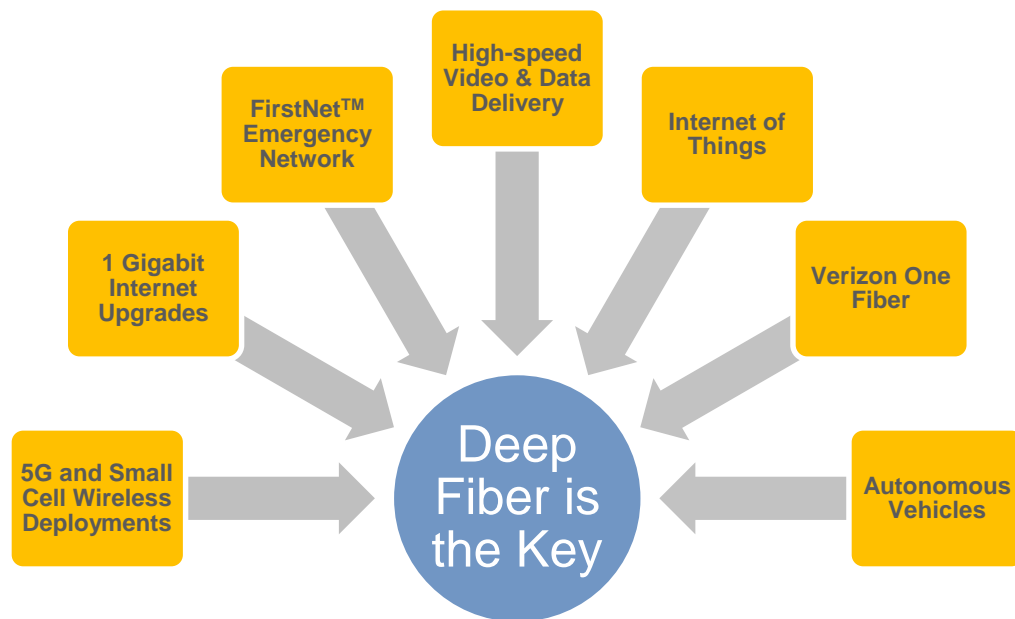 High-speed
Video & Data
Delivery
FirstNet™
Emergency
Network
Internet of
Things
1 Gigabit
Internet
Upgrades
Verizon One
Fiber
5G and Small
Cell Wireless
Deployments
Deep
Fiber is
the Key
Autonomous
Vehicles